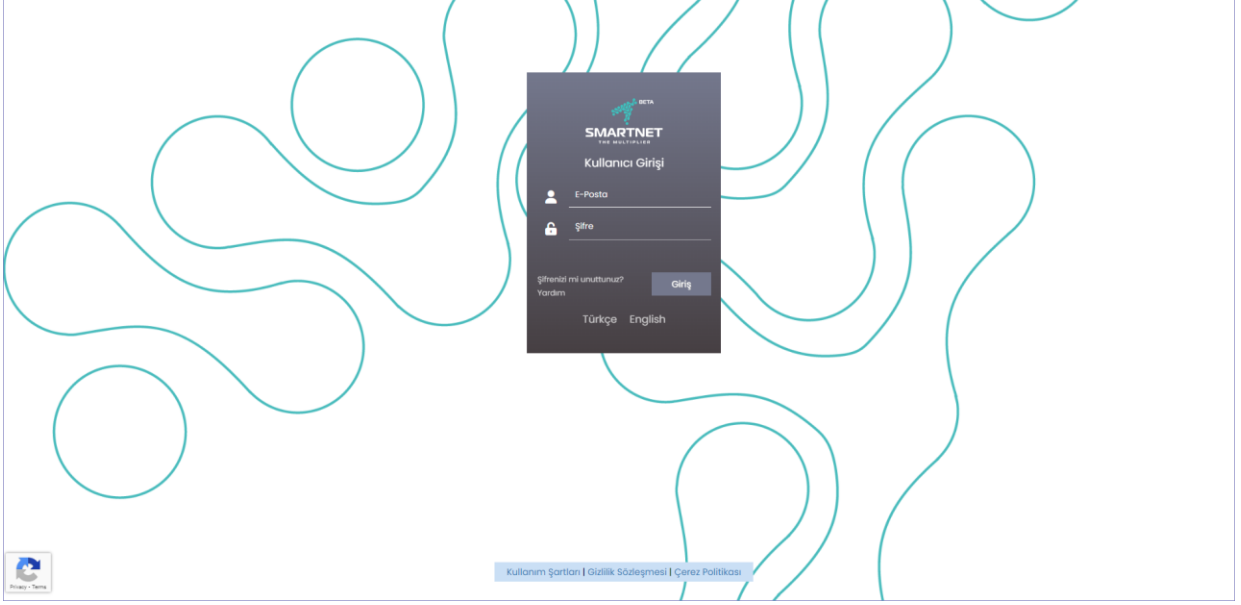 BETA
SMARTNET
THE MULTIPLIER
Kullanıcı Girişi
E-Posta
Şifre
Şifrenizi mi unuttunuz?
Yardım
Giriş
Türkçe English
Kullanım Şartları | Gizlilik Sözleşmesi | Çerez Politikası
Privacy - Terms